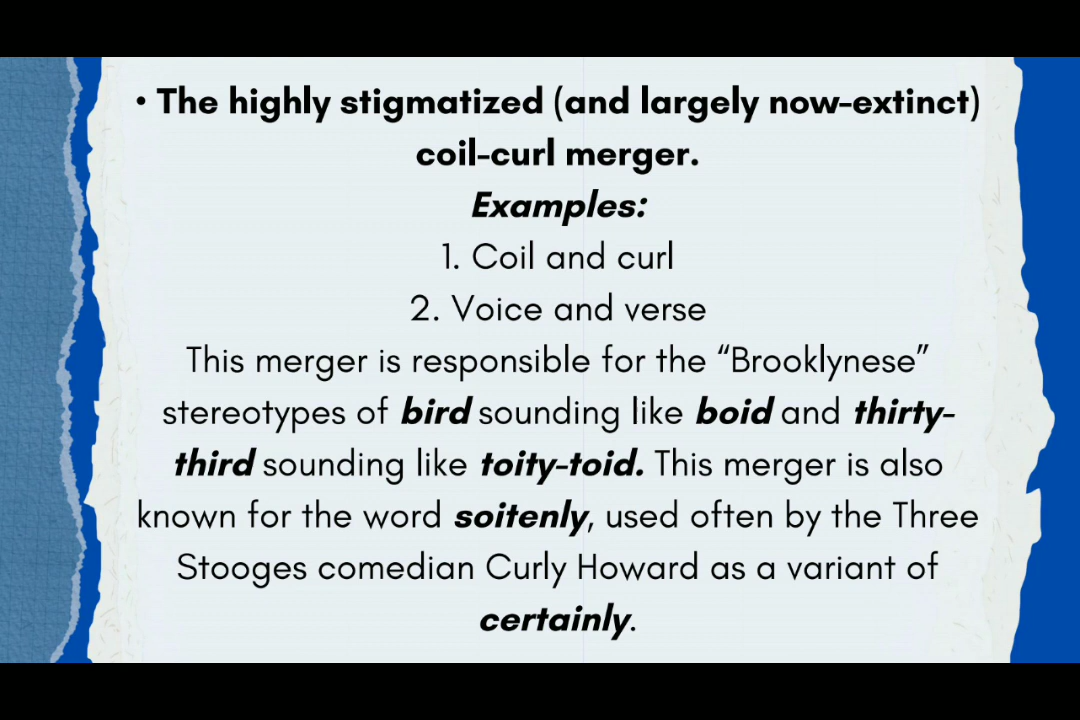 • The highly stigmatized (and largely now-extinct)
coil-curl merger.
Examples:
1. Coil and curl
2. Voice and verse
This merger is responsible for the “Brooklynese”
stereotypes of bird sounding like boid and thirty-
third sounding like toity-toid. This merger is also
known for the word soitenly, used often by the Three
Stooges comedian Curly Howard as a variant of
certainly.